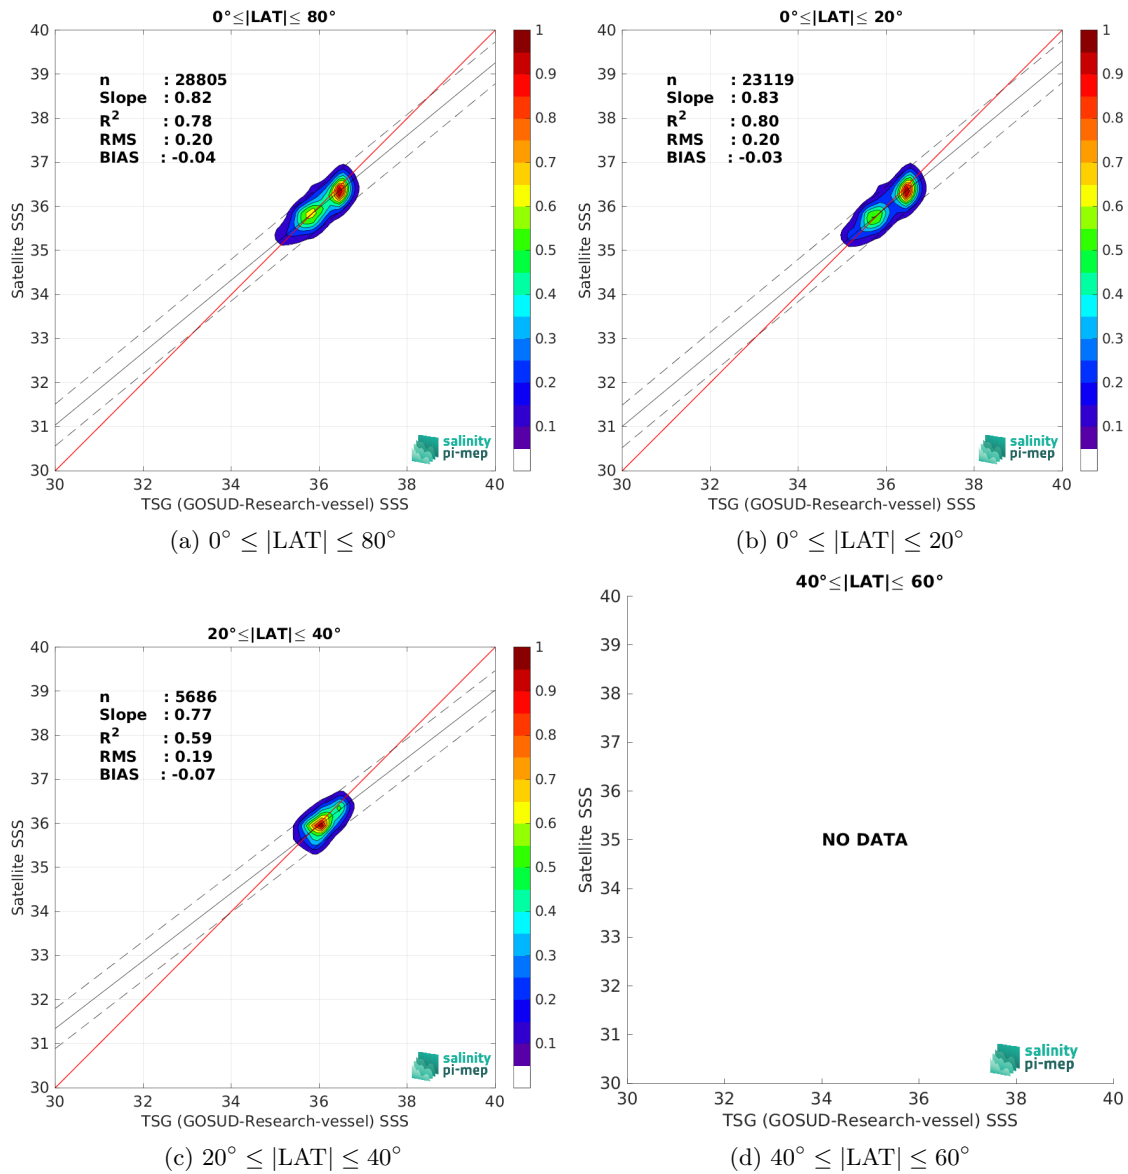 0°≤|LAT|≤ 80°
40
39
38
37
36
35
34
33
32
31
30
n : 28805
Slope : 0.82
R² : 0.78
RMS : 0.20
BIAS : -0.04
Satellite SSS
30 32 34 36 38 40
TSG (GOSUD-Research-vessel) SSS
1
0.9
0.8
0.7
0.6
0.5
0.4
0.3
0.2
0.1
salinity
pi-mep
(a) 0° ≤ |LAT| ≤ 80°
0°≤|LAT|≤ 20°
40
39
38
37
36
35
34
33
32
31
30
n : 23119
Slope : 0.83
R² : 0.80
RMS : 0.20
BIAS : -0.03
Satellite SSS
30 32 34 36 38 40
TSG (GOSUD-Research-vessel) SSS
1
0.9
0.8
0.7
0.6
0.5
0.4
0.3
0.2
0.1
salinity
pi-mep
(b) 0° ≤ |LAT| ≤ 20°
20°≤|LAT|≤ 40°
40
39
38
37
36
35
34
33
32
31
30
n : 5686
Slope : 0.77
R² : 0.59
RMS : 0.19
BIAS : -0.07
Satellite SSS
30 32 34 36 38 40
TSG (GOSUD-Research-vessel) SSS
1
0.9
0.8
0.7
0.6
0.5
0.4
0.3
0.2
0.1
salinity
pi-mep
(c) 20° ≤ |LAT| ≤ 40°
40°≤|LAT|≤ 60°
40
39
38
37
36
35
34
33
32
31
30
NO DATA
Satellite SSS
30 32 34 36 38 40
TSG (GOSUD-Research-vessel) SSS
salinity
pi-mep
(d) 40° ≤ |LAT| ≤ 60°